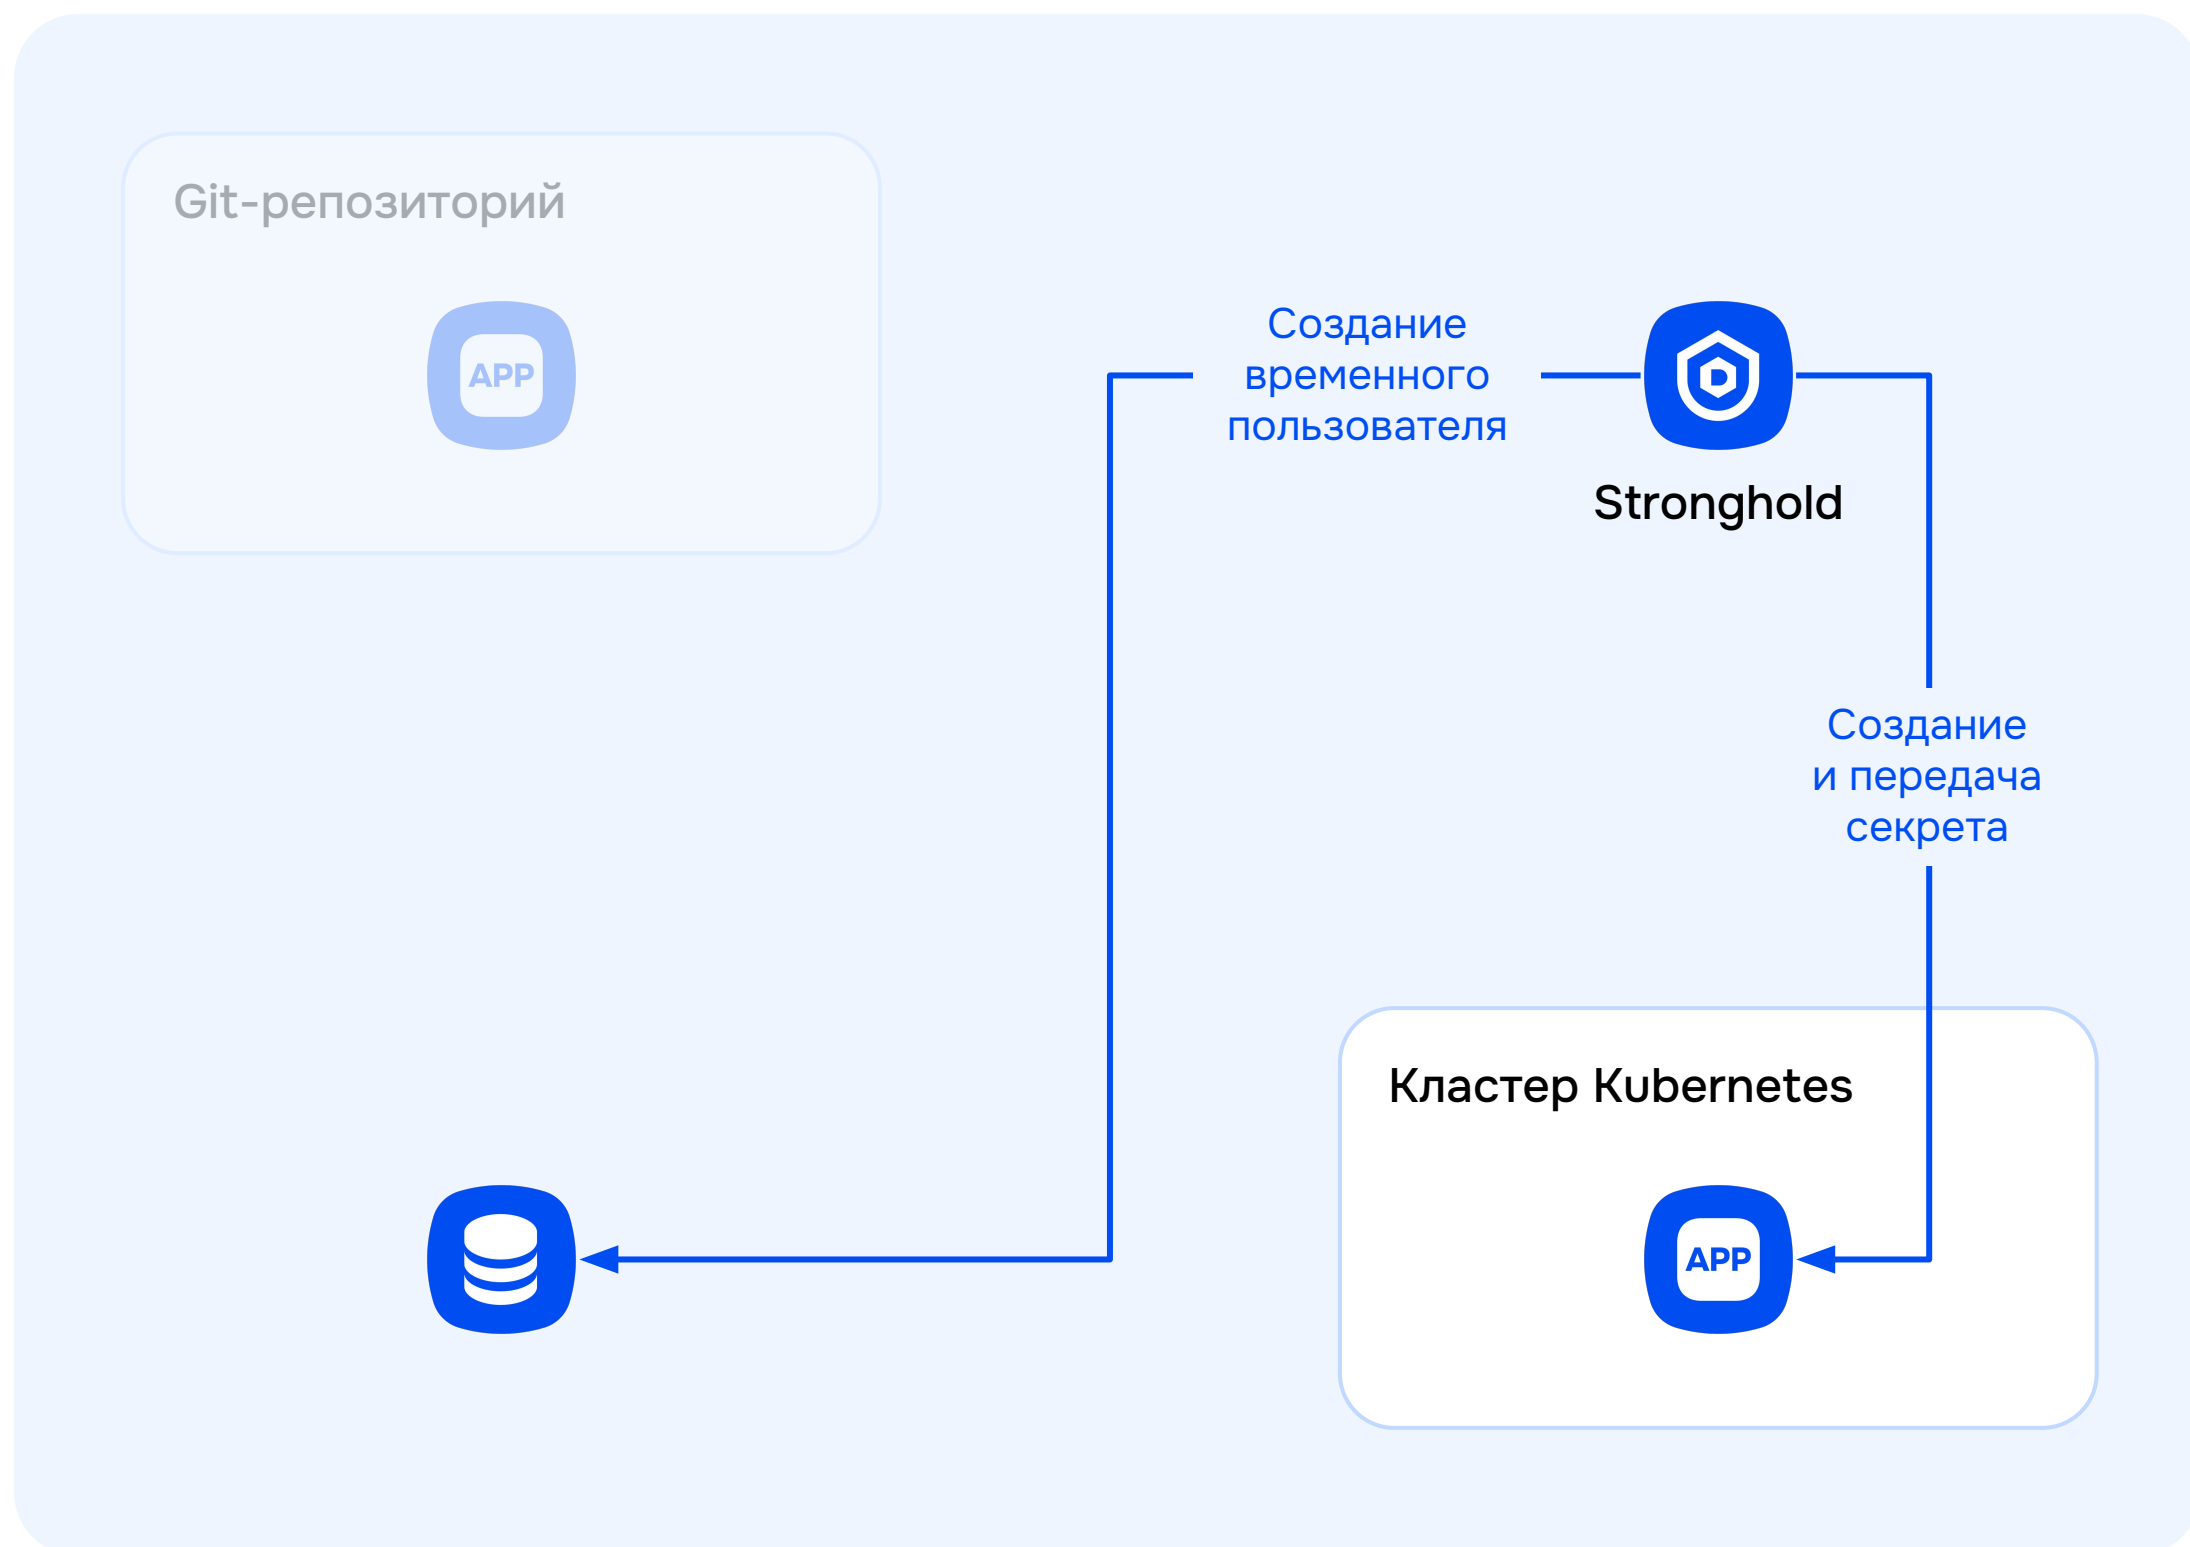 Git-репозиторий
APP
Создание
временного
пользователя
Stronghold
Создание
и передача
секрета
Кластер Kubernetes
APP